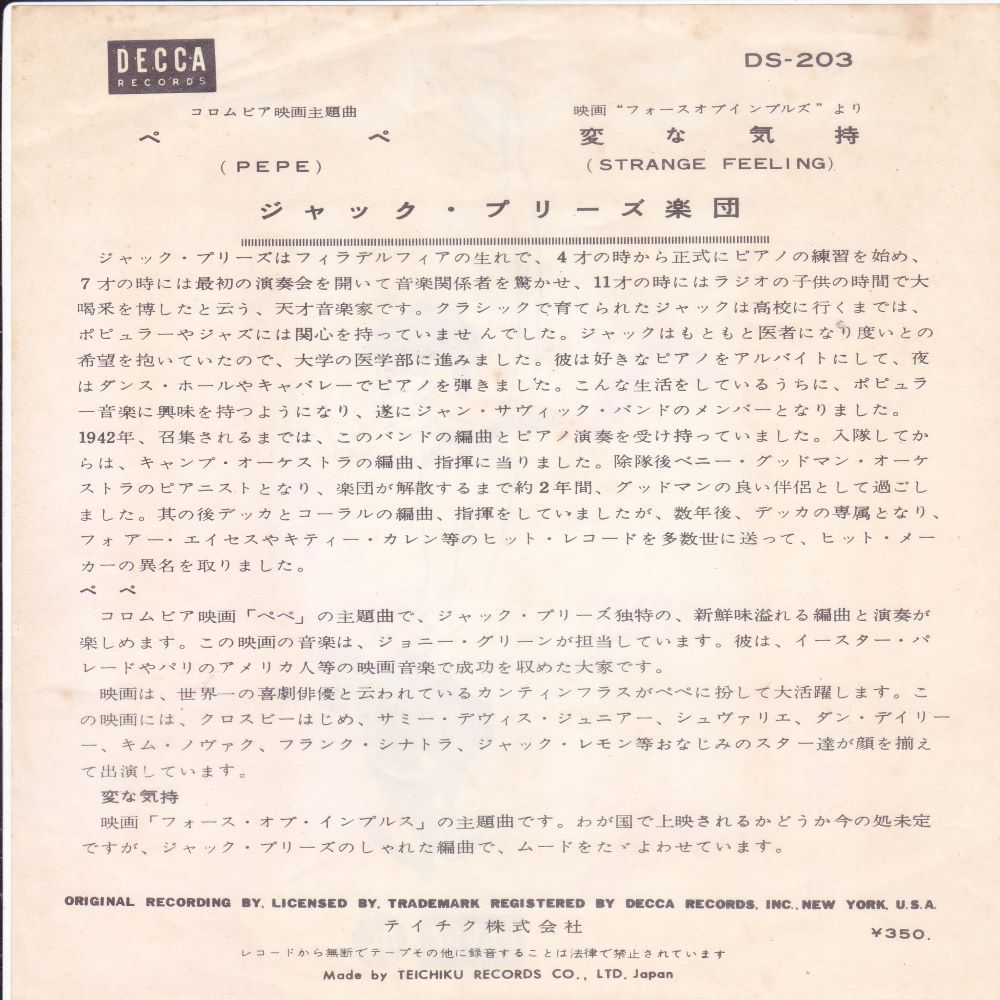 DECCA
RECORDS
DS-203
コロムビア映画主題曲
ペ ペ
(PEPE)
映画“フォースオブインプルズ”より
変な気持
(STRANGE FEELING)
ジャック・プリーズ楽団
ジャック・プリーズはフィラデルフィアの生れで、4才の時から正式にピアノの練習を始め、
7才の時には最初の演奏会を開いて音楽関係者を驚かせ、11才の時にはラジオの子供の時間で大
喝釆を博したと云う、天才音楽家です。クラシックで育てられたジャックは高校に行くまでは、
ポピュラーやジャズには関心を持っていませんでした。ジャックはもともと医者になり度いとの
希望を抱いていたので、大学の医学部に進みました。彼は好きなピアノをアルバイトにして、夜
はダンス・ホールやキャバレーでピアノを弾きました。こんな生活をしているうちに、ポピュラ
ー音楽に興味を持つようになり、遂にジャン・サヴィック・バンドのメンバーとなりました。
1942年、召集されるまでは、このバンドの編曲とピアノ演奏を受け持っていました。入隊してか
らは、キャンプ・オーケストラの編曲、指揮に当りました。除隊後ベニー・グッドマン・オーケ
ストラのピアニストとなり、楽団が解散するまで約2年間、グッドマンの良い伴侶として過ごし
ました。其の後デッカとコーラルの編曲、指揮をしていましたが、数年後、デッカの専属となり、
フォアー・エイセスやキティー・カレン等のヒット・レコードを多数世に送って、ヒット・メー
カーの異名を取りました。
ペ ペ
コロムビア映画「ペペ」の主題曲で、ジャック・プリーズ独特の、新鮮味溢れる編曲と演奏が
楽しめます。この映画の音楽は、ジョニー・グリーンが担当しています。彼は、イースター・パ
レードやパリのアメリカ人等の映画音楽で成功を収めた大家です。
映画は、世界一の喜劇俳優と云われているカンティンフラスがペペに扮して大活躍します。こ
の映画には、クロスビーはじめ、サミー・デヴィス・ジュニアー、シュヴァリエ、ダン・デイリー
ー、キム・ノヴァク、フランク・シナトラ、ジャック・レモン等おなじみのスター達が顔を揃え
て出演しています。
変な気持
映画「フォース・オブ・インプルス」の主題曲です。わが国で上映されるかどうか今の処未定
ですが、ジャック・プリーズのしゃれた編曲で、ムードをたゞよわせています。
ORIGINAL RECORDING BY, LICENSED BY, TRADEMARK REGISTERED BY DECCA RECORDS, INC., NEW YORK, U.S.A.
テイチク株式会社
¥350.
レコードから無断でテープその他に録音することは法律で禁止されています
Made by TEICHIKU RECORDS CO., LTD. Japan